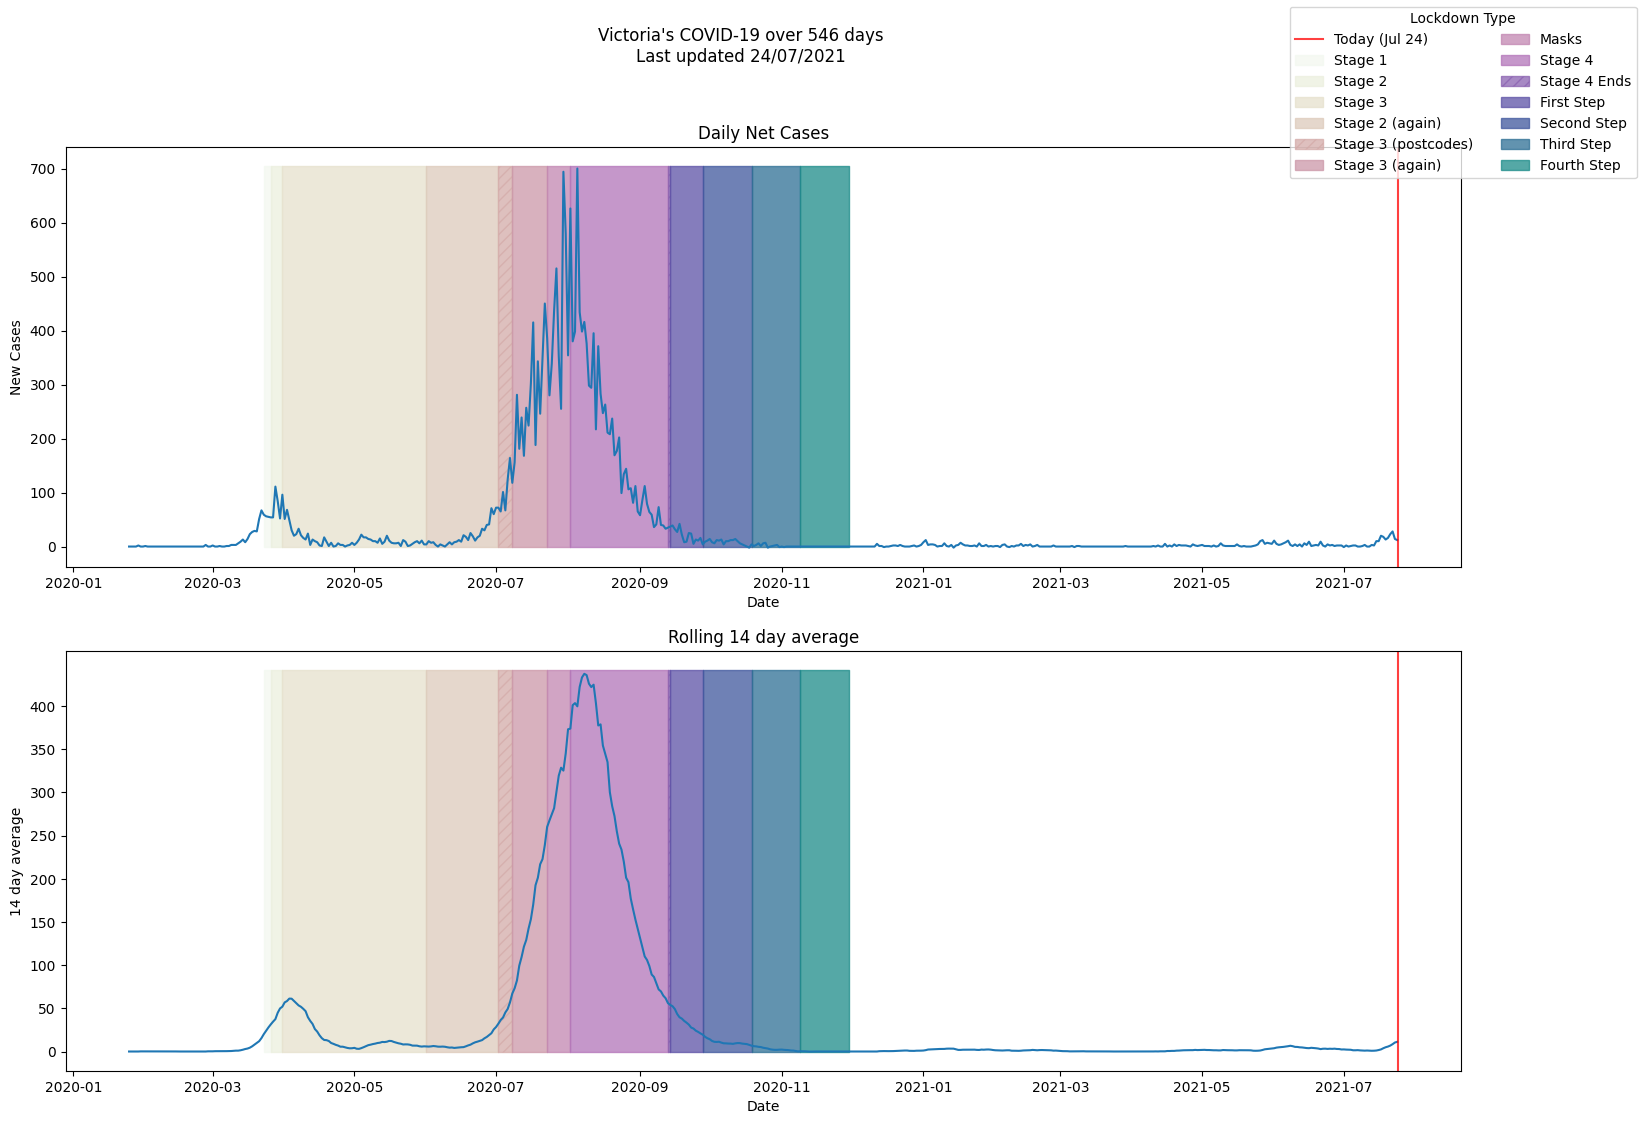 Victoria's COVID-19 over 546 days
Last updated 24/07/2021
Lockdown Type
Today (Jul 24)
Stage 1
Stage 2
Stage 3
Stage 2 (again)
Stage 3 (postcodes)
Stage 3 (again)
Masks
Stage 4
Stage 4 Ends
First Step
Second Step
Third Step
Fourth Step
Daily Net Cases
New Cases
700
600
500
400
300
200
100
0
2020-01 2020-03 2020-05 2020-07 2020-09 2020-11 2021-01 2021-03 2021-05 2021-07
Date
Rolling 14 day average
14 day average
400
350
300
250
200
150
100
50
0
2020-01 2020-03 2020-05 2020-07 2020-09 2020-11 2021-01 2021-03 2021-05 2021-07
Date